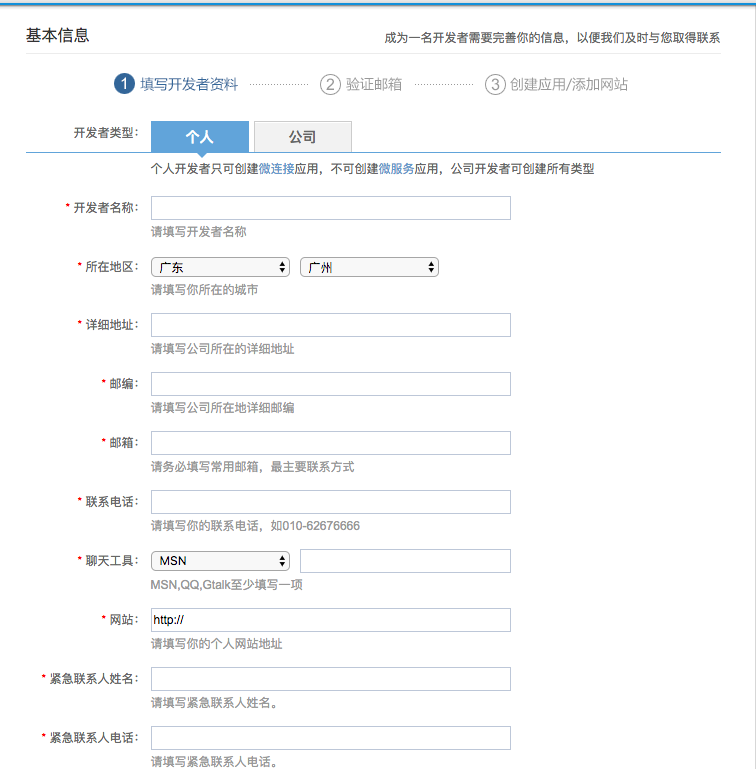 基本信息 成为一名开发者需要完善你的信息，以便我们及时与您取得联系
1 填写开发者资料 2 验证邮箱 3 创建应用/添加网站
开发者类型： 个人 公司
个人开发者只可创建微连接应用，不可创建微服务应用，公司开发者可创建所有类型
* 开发者名称：
请填写开发者名称
* 所在地区： 广东 广州
请填写你所在的城市
* 详细地址：
请填写公司所在的详细地址
* 邮编：
请填写公司所在地详细邮编
* 邮箱：
请务必填写常用邮箱，最主要联系方式
* 联系电话：
请填写你的联系电话，如010-62676666
* 聊天工具： MSN
MSN,QQ,Gtalk至少填写一项
* 网站： http://
请填写你的个人网站地址
* 紧急联系人姓名：
请填写紧急联系人姓名。
* 紧急联系人电话：
请填写紧急联系人电话。